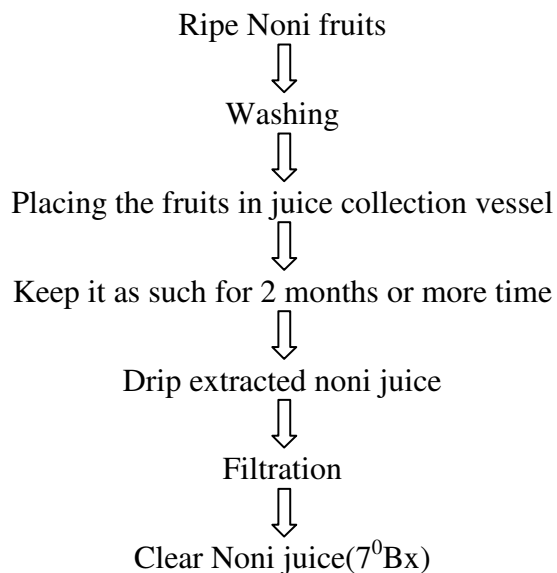 Ripe Noni fruits
Washing
Placing the fruits in juice collection vessel
Keep it as such for 2 months or more time
Drip extracted noni juice
Filtration
Clear Noni juice(7⁰Bx)